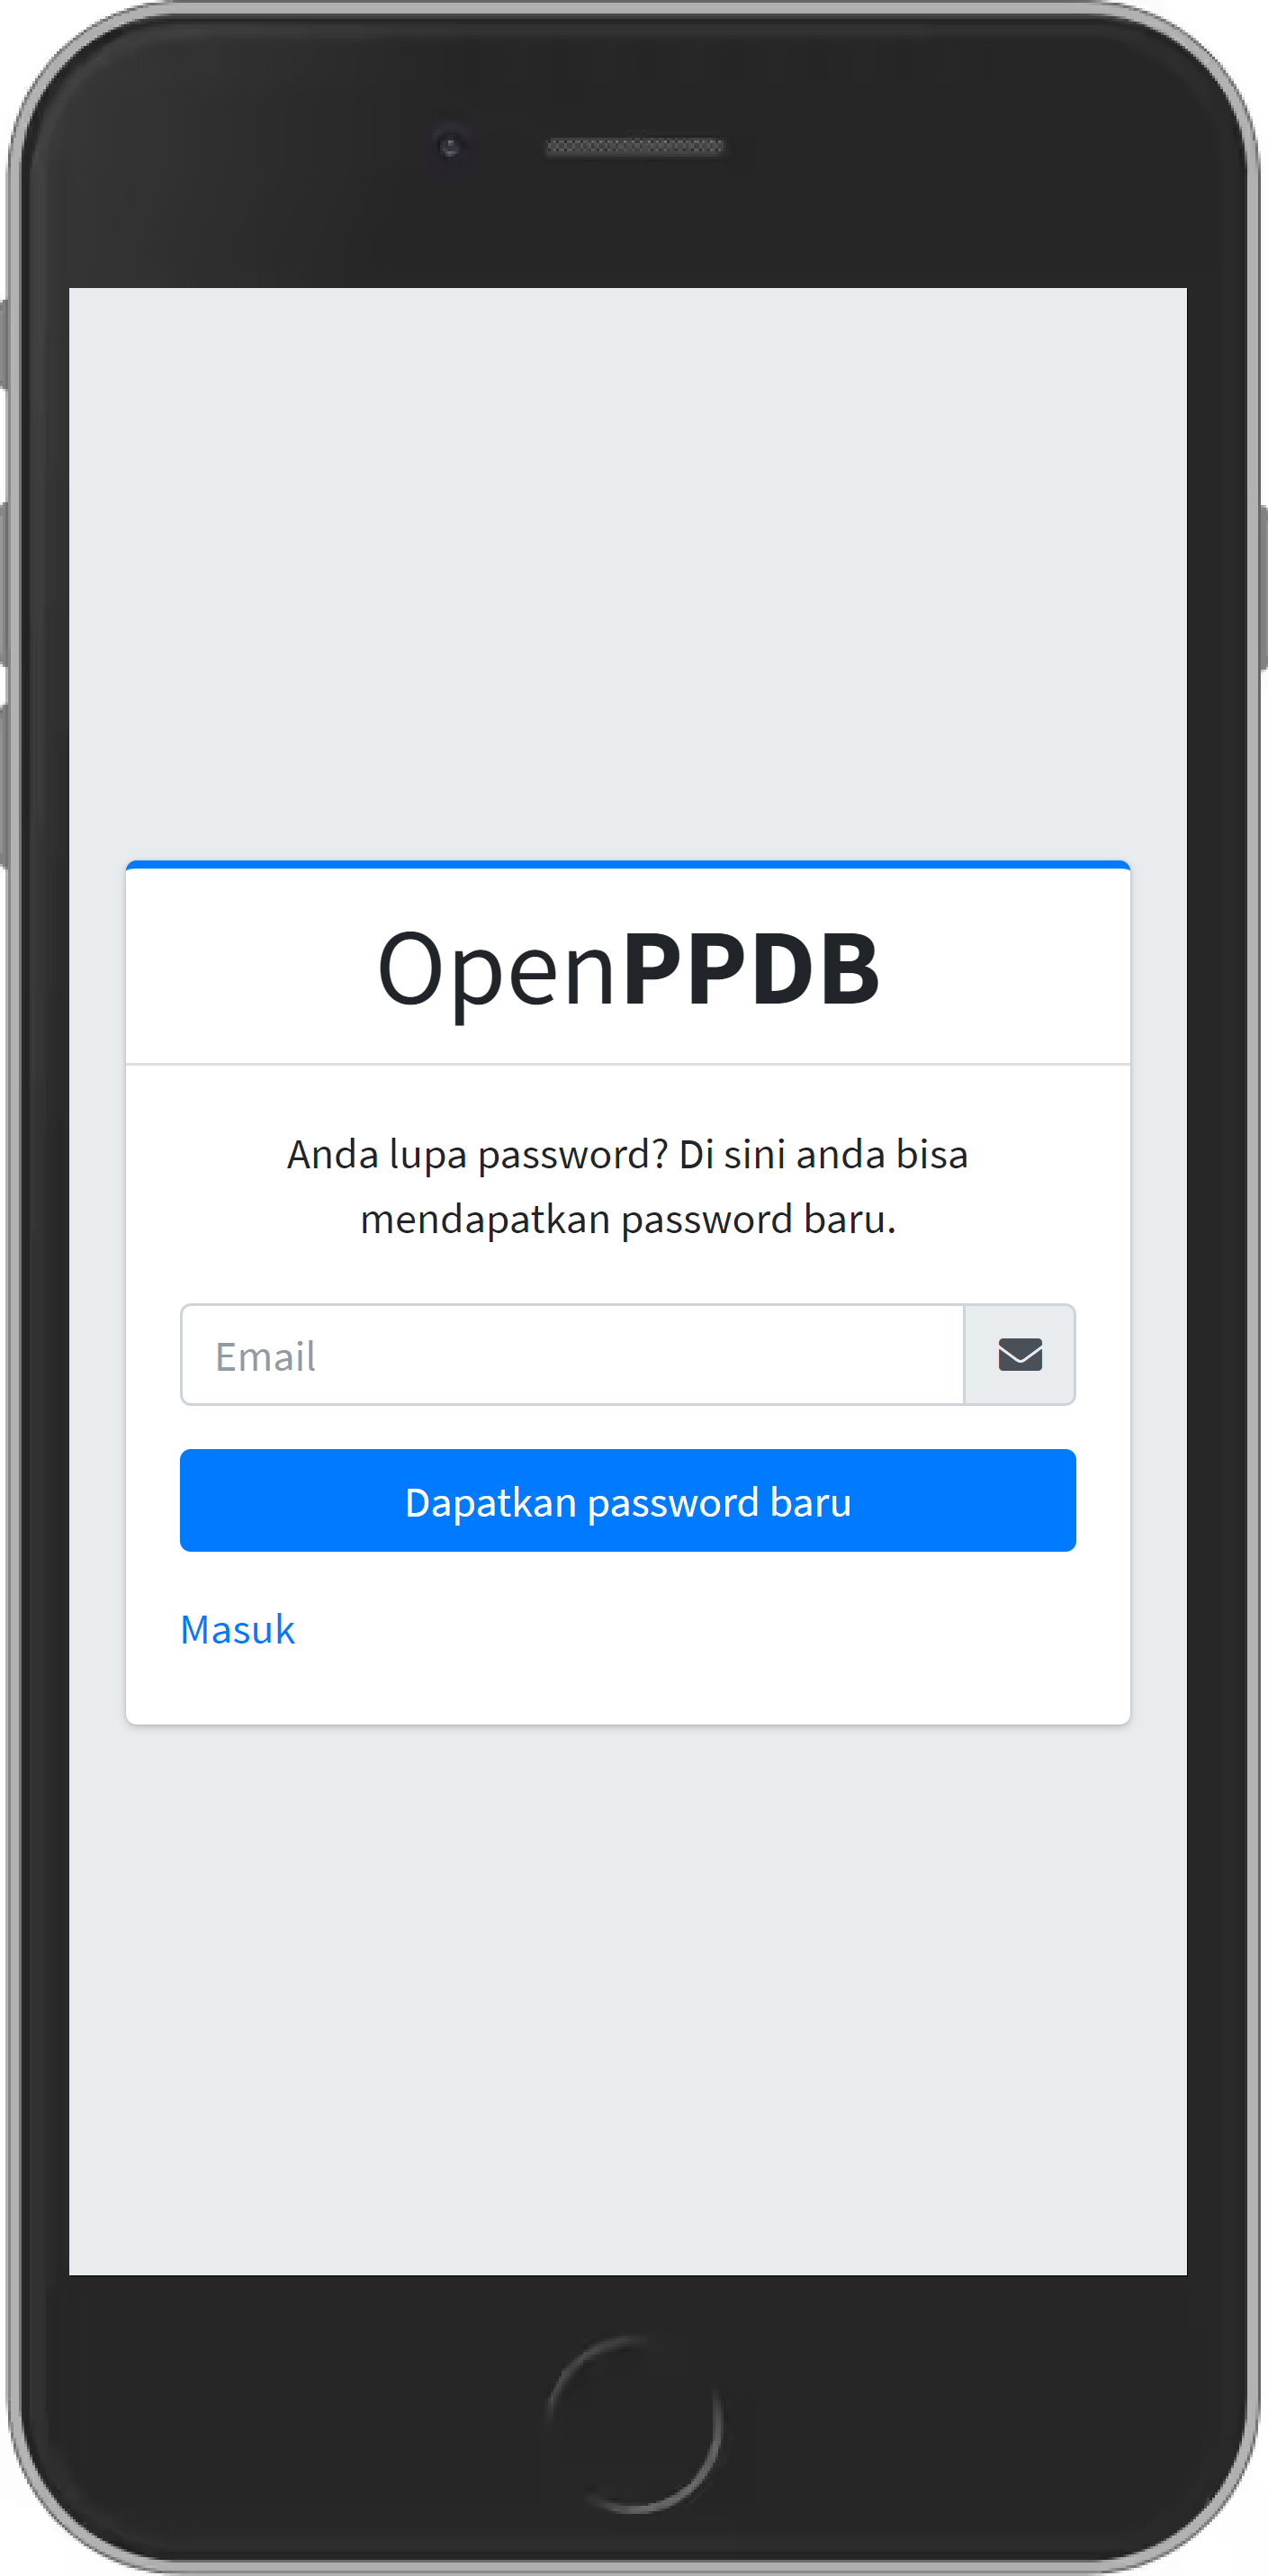 OpenPPDB
Anda lupa password? Di sini anda bisa
mendapatkan password baru.
Email
Dapatkan password baru
Masuk